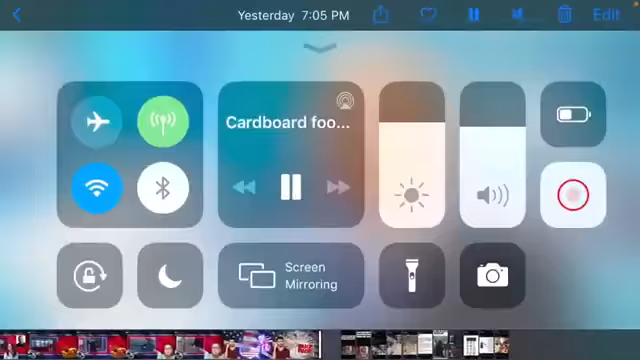 Yesterday 7:05 PM
Edit
Cardboard foo...
Screen
Mirroring